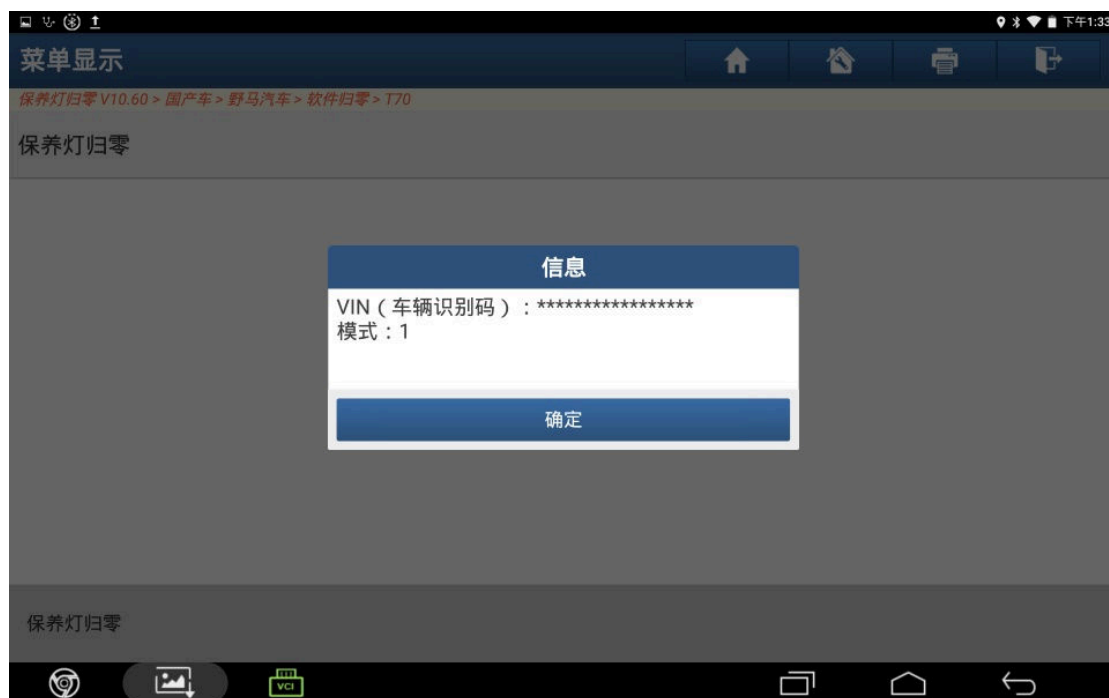 下午1:33
菜单显示
保养灯归零 V10.60 > 国产车 > 野马汽车 > 软件归零 > T70
保养灯归零
信息
VIN（车辆识别码）：*****************
模式：1
确定
保养灯归零
VCI